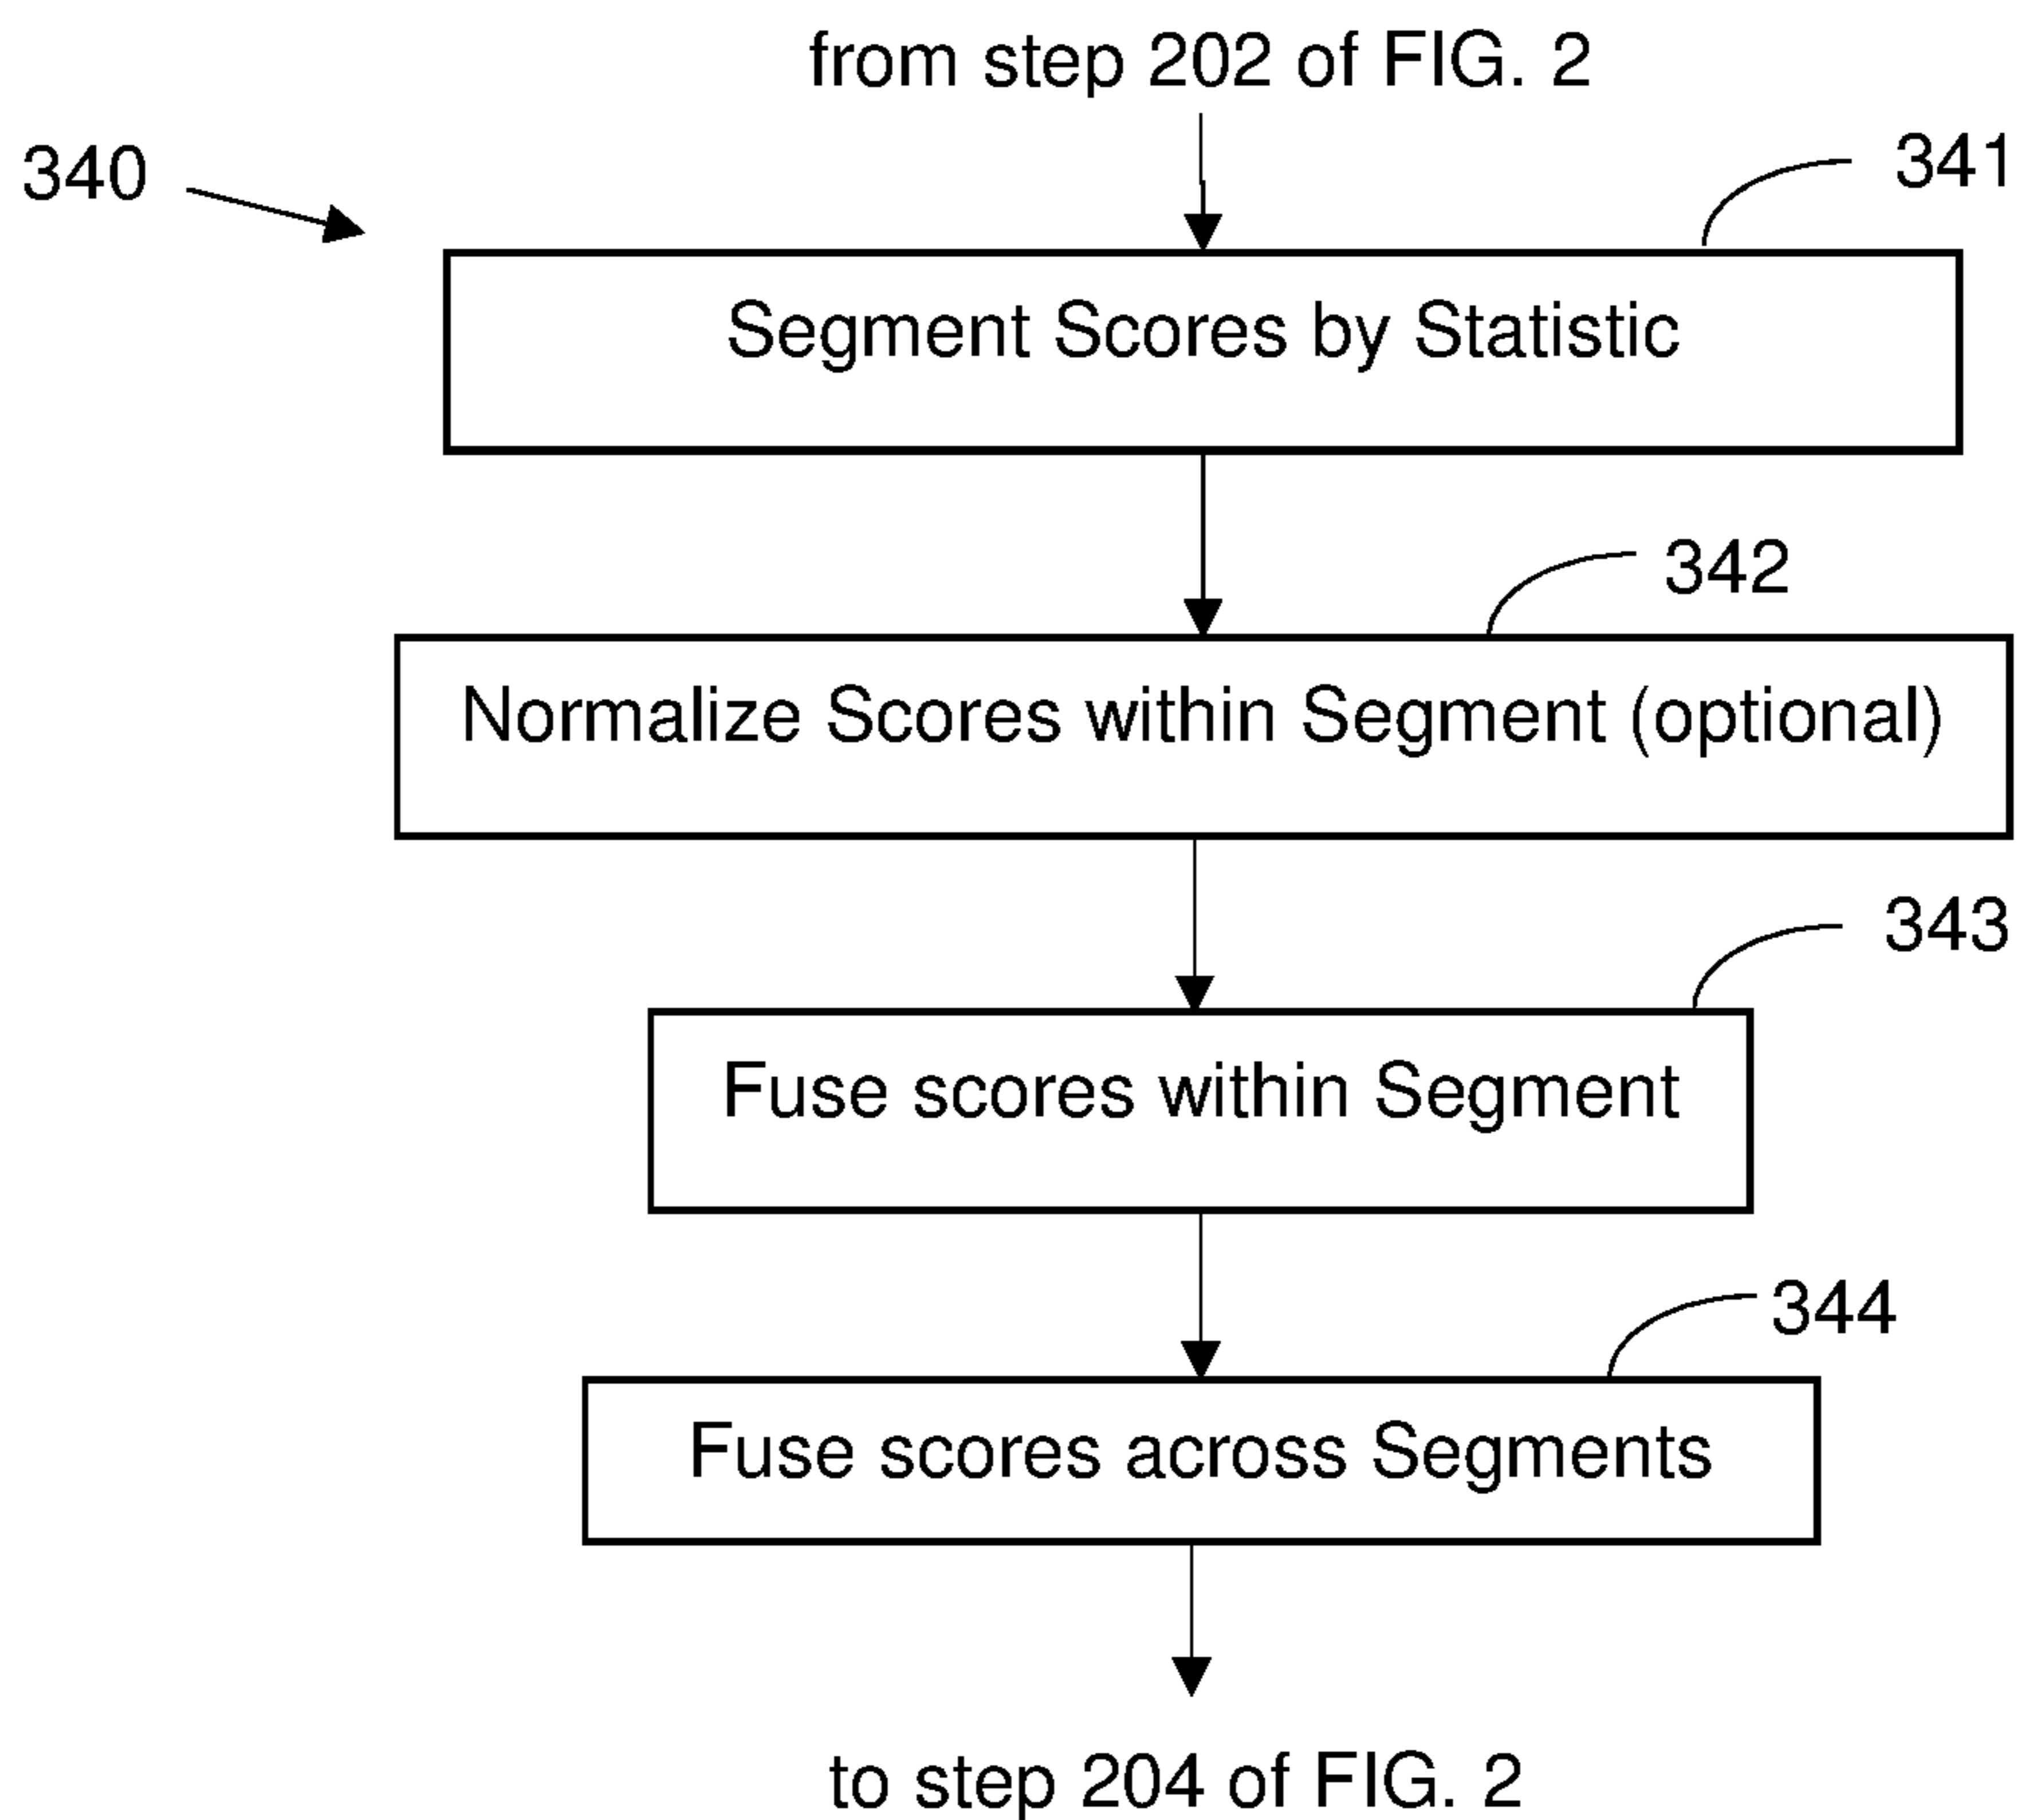 from step 202 of FIG. 2
340
341
Segment Scores by Statistic
342
Normalize Scores within Segment (optional)
343
Fuse scores within Segment
344
Fuse scores across Segments
to step 204 of FIG. 2